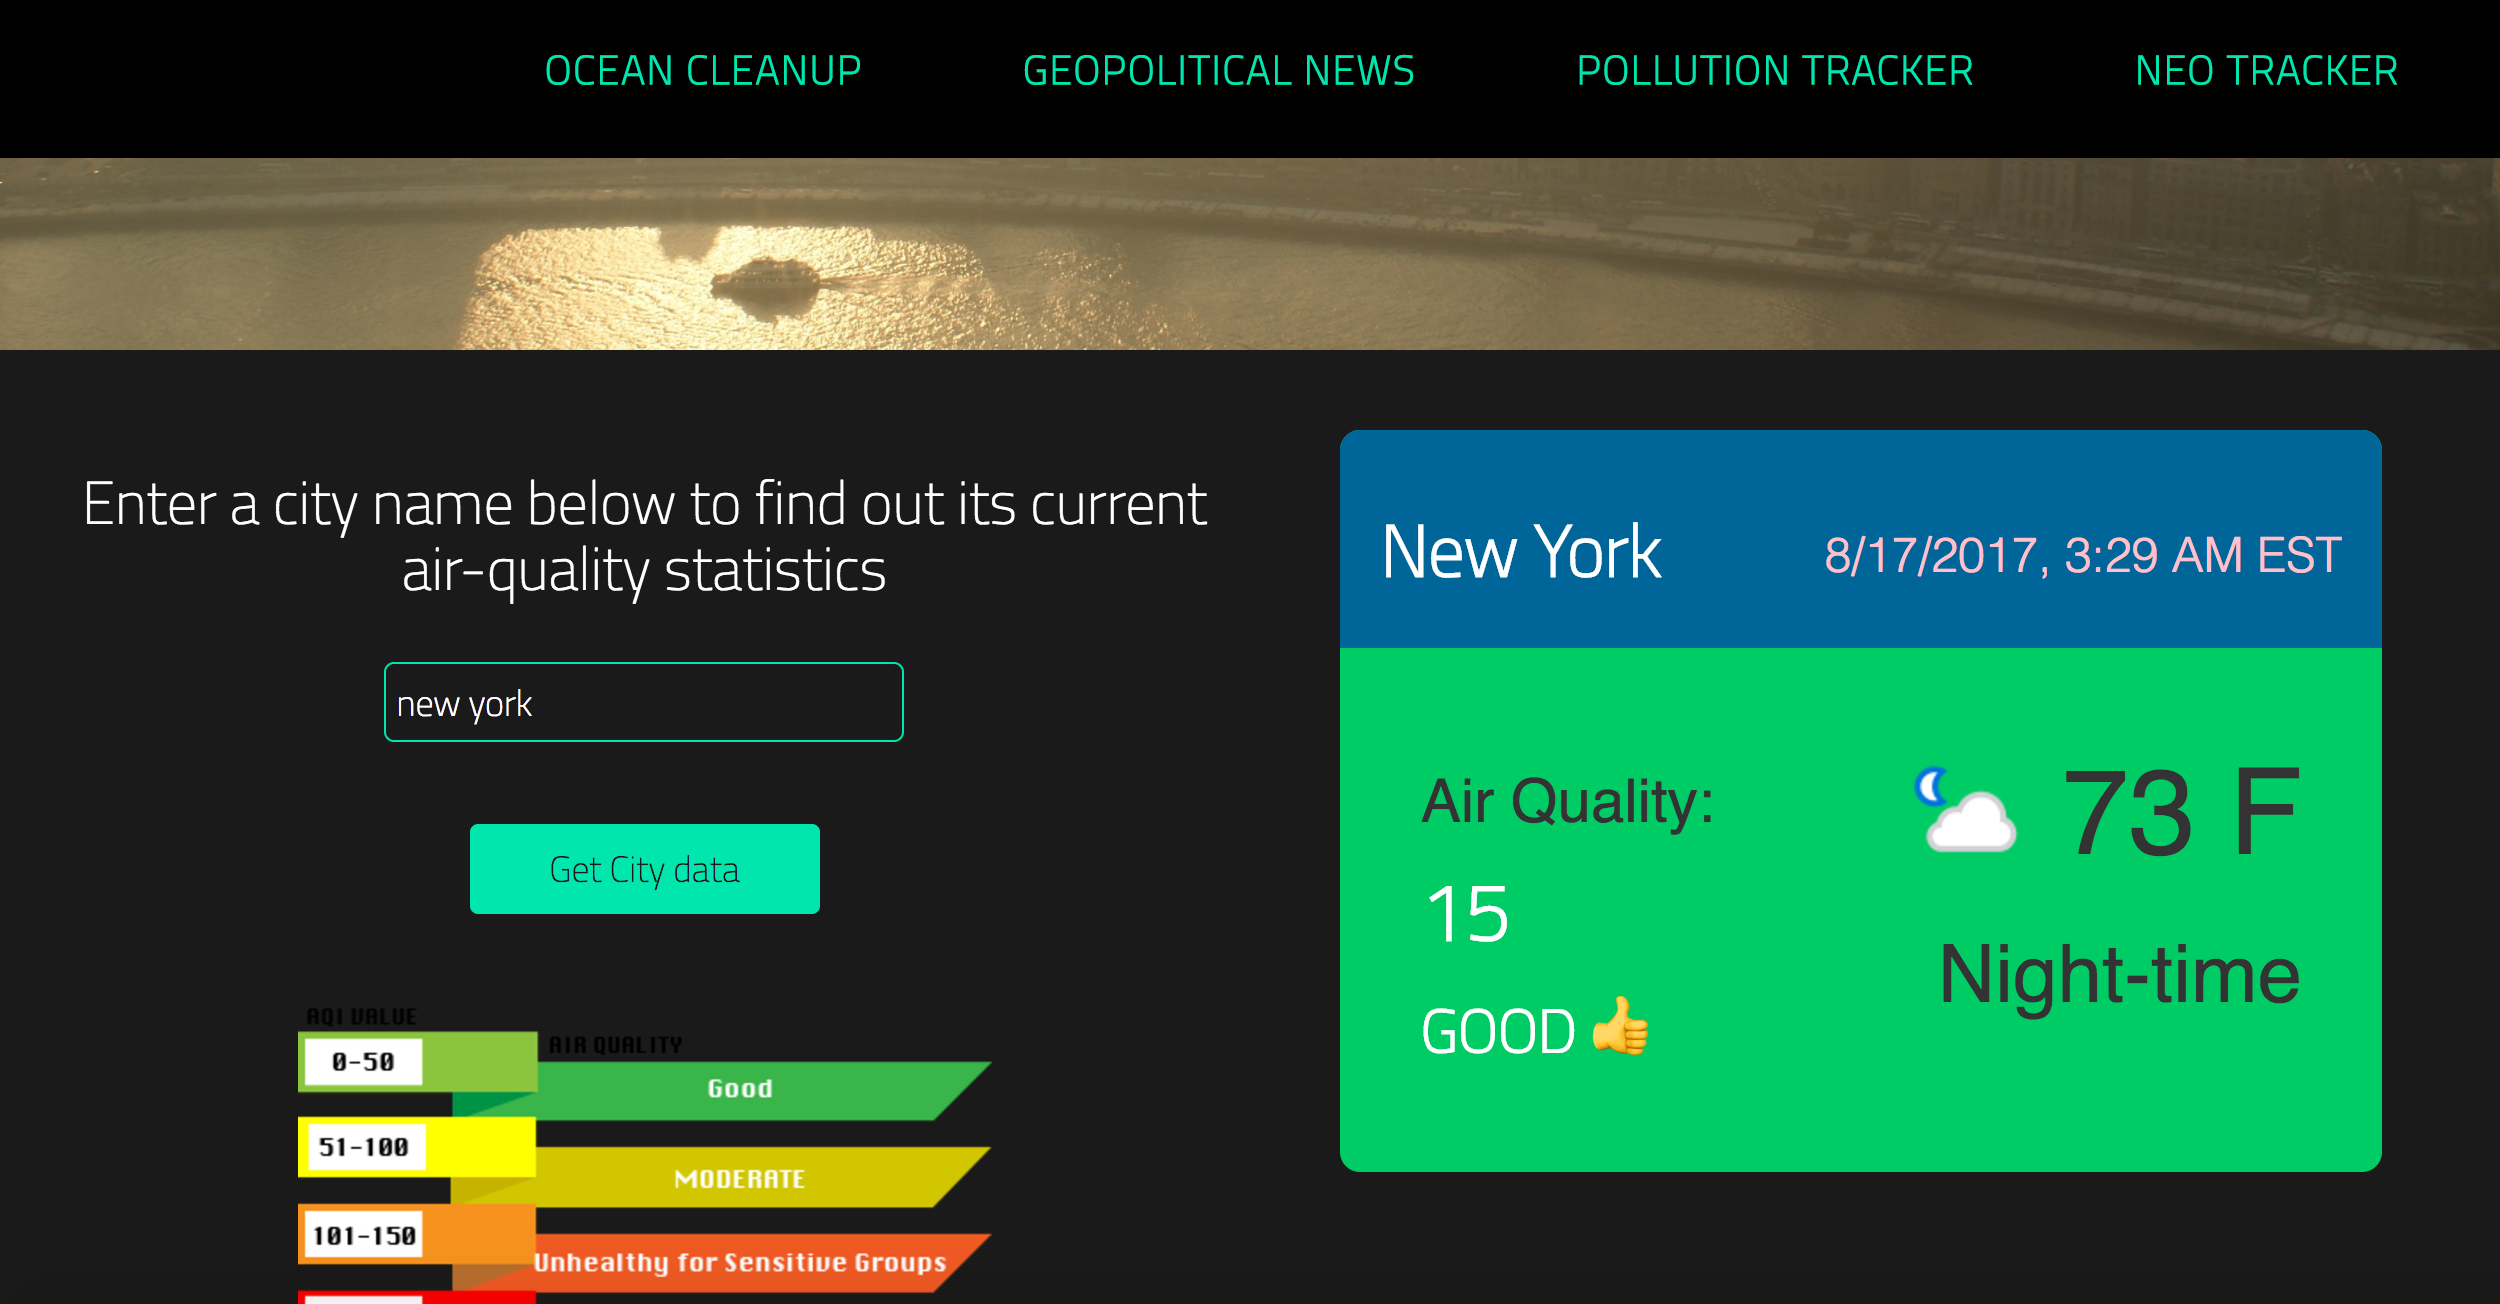 OCEAN CLEANUP
GEOPOLITICAL NEWS
POLLUTION TRACKER
NEO TRACKER
Enter a city name below to find out its current
air-quality statistics
new york
Get City data
AQI VALUE
AIR QUALITY
0-50
Good
51-100
MODERATE
101-150
Unhealthy for Sensitive Groups
New York
8/17/2017, 3:29 AM EST
Air Quality:
15
GOOD 👍
73 F
Night-time